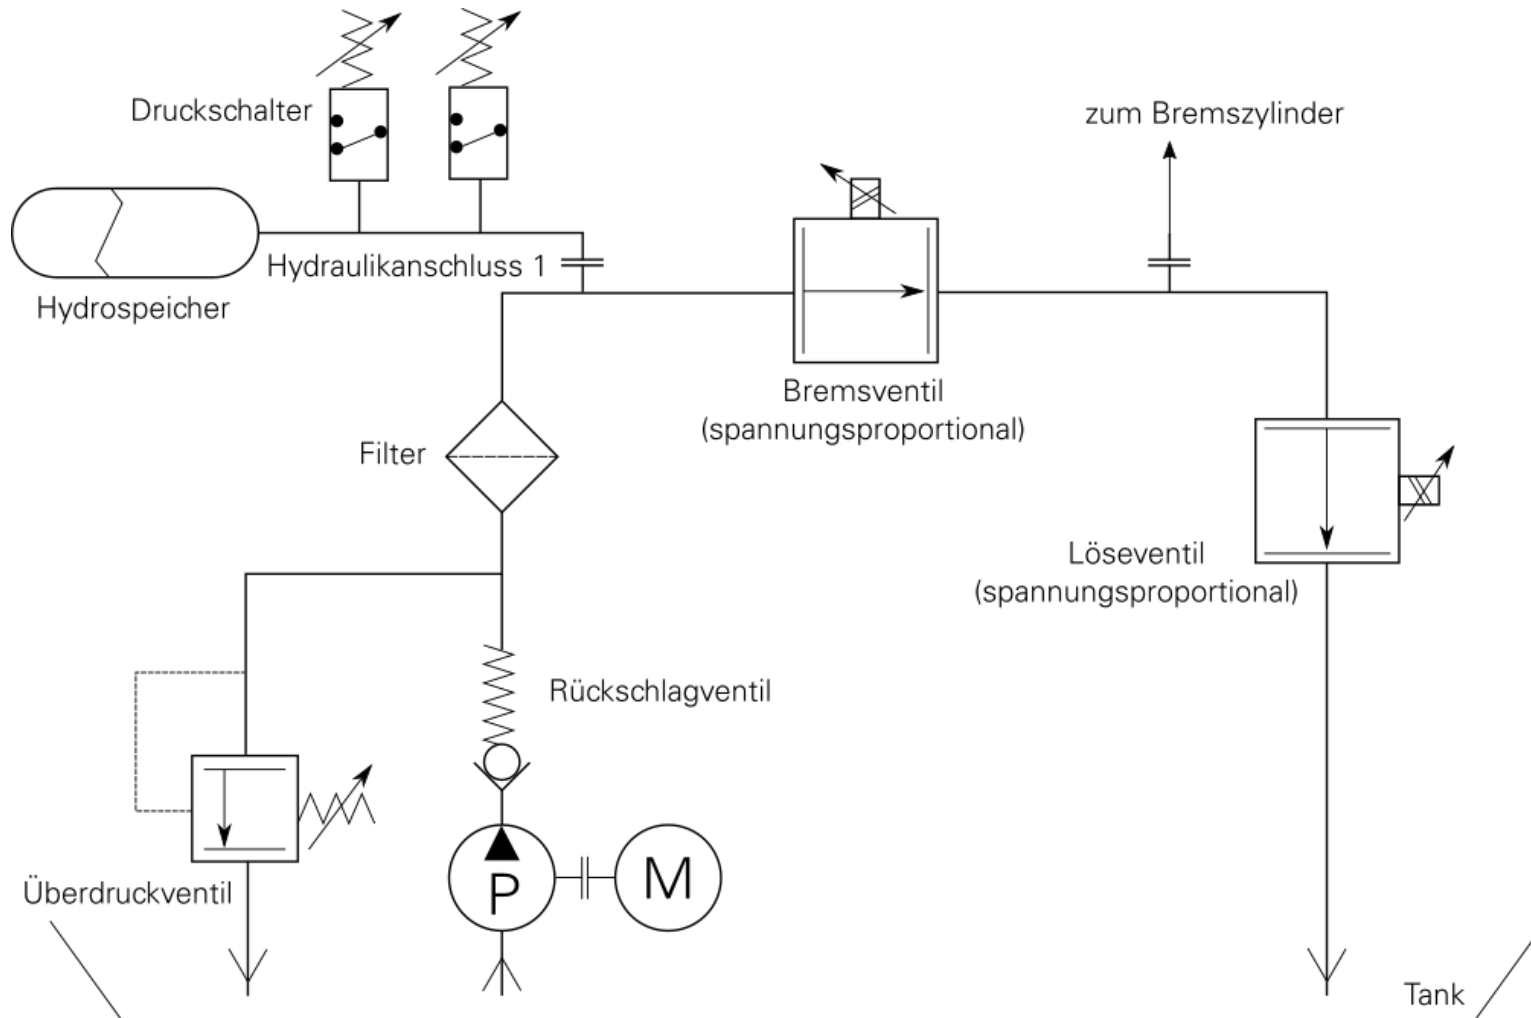 Druckschalter
zum Bremszylinder
Hydraulikanschluss 1
Hydrospeicher
Bremsventil
(spannungsproportional)
Filter
Löseventil
(spannungsproportional)
Rückschlagventil
P
M
Überdruckventil
Tank